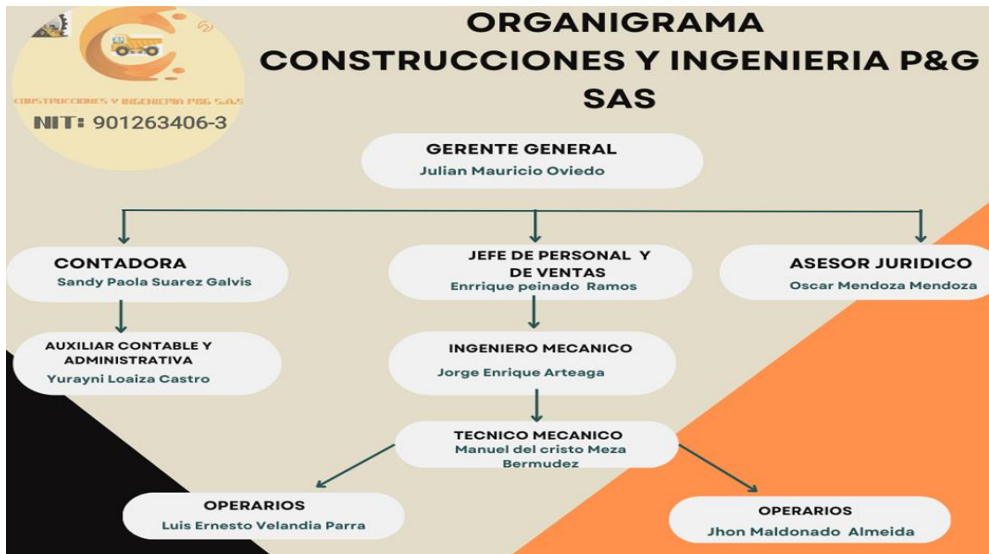 ORGANIGRAMA
CONSTRUCCIONES Y INGENIERIA P&G
SAS
CONSTRUCCIONES Y INGENIERIA P&G S.A.S
NIT: 901263406-3
GERENTE GENERAL
Julian Mauricio Oviedo
CONTADORA
Sandy Paola Suarez Galvis
JEFE DE PERSONAL Y
DE VENTAS
Enrrique peinado Ramos
ASESOR JURIDICO
Oscar Mendoza Mendoza
AUXILIAR CONTABLE Y
ADMINISTRATIVA
Yurayni Loaiza Castro
INGENIERO MECANICO
Jorge Enrique Arteaga
TECNICO MECANICO
Manuel del cristo Meza
Bermudez
OPERARIOS
Luis Ernesto Velandia Parra
OPERARIOS
Jhon Maldonado Almeida